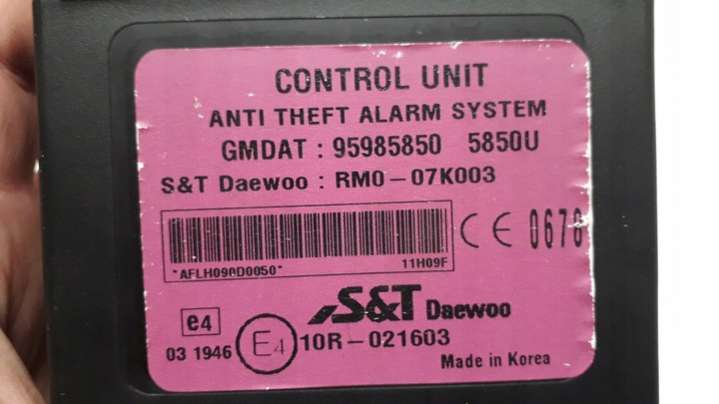 CONTROL UNIT
ANTI THEFT ALARM SYSTEM
GMDAT : 95985850 5850U
S&T Daewoo : RM0-07K003
CE 0678
*AFLH090D0050* 11H09F
S&T Daewoo
e4
03 1946 E4 10R-021603
Made in Korea